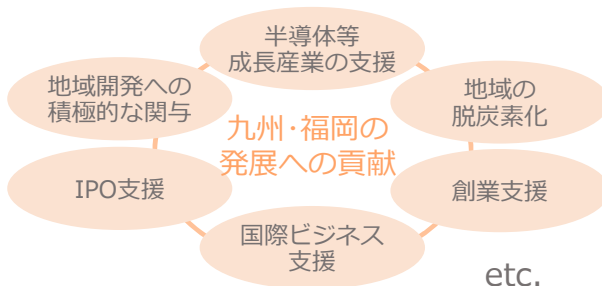 半導体等
成長産業の支援
地域開発への
積極的な関与
地域の
脱炭素化
九州・福岡の
発展への貢献
IPO支援
創業支援
国際ビジネス
支援
etc.